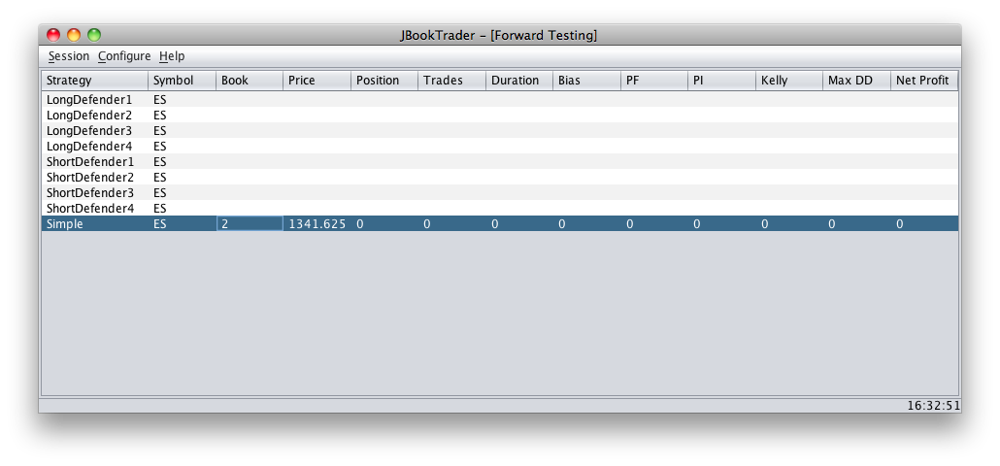 JBookTrader – [Forward Testing]
Session Configure Help
Strategy Symbol Book Price Position Trades Duration Bias PF PI Kelly Max DD Net Profit
LongDefender1 ES
LongDefender2 ES
LongDefender3 ES
LongDefender4 ES
ShortDefender1 ES
ShortDefender2 ES
ShortDefender3 ES
ShortDefender4 ES
Simple ES 2 1341.625 0 0 0 0 0 0 0 0 0
16:32:51